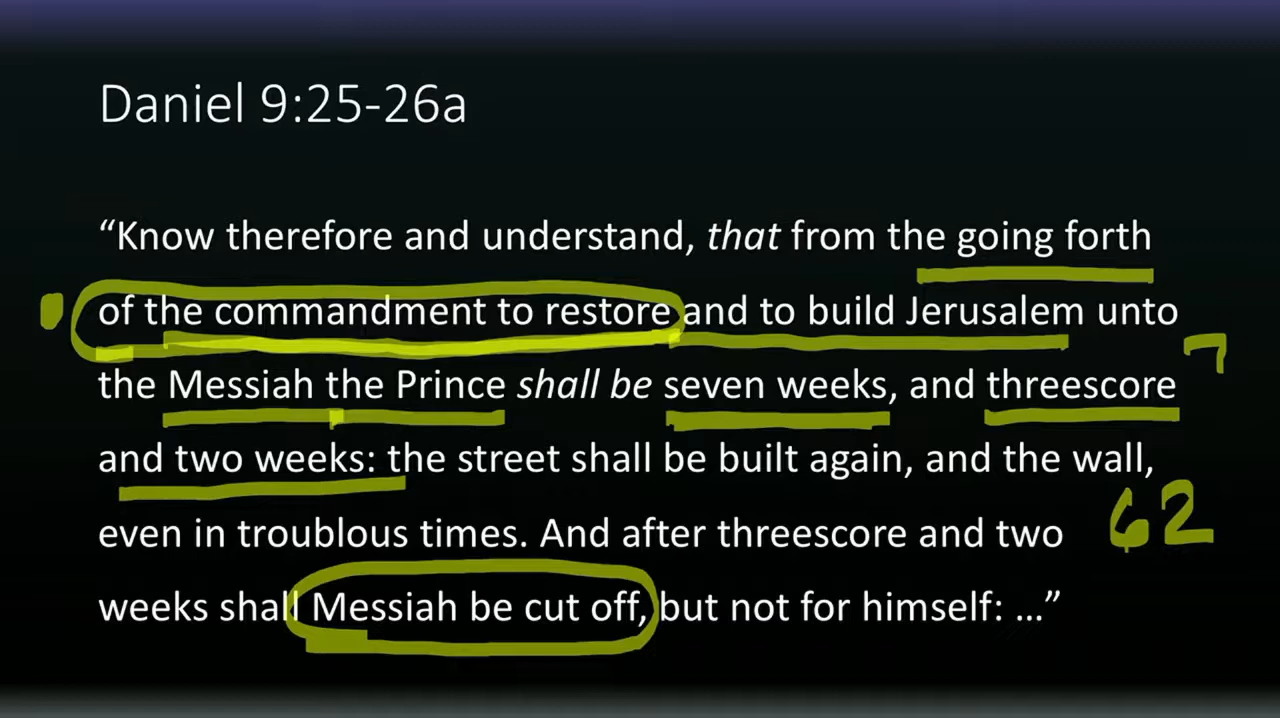 Daniel 9:25-26a
“Know therefore and understand, that from the going forth
of the commandment to restore and to build Jerusalem unto
the Messiah the Prince shall be seven weeks, and threescore
7
and two weeks: the street shall be built again, and the wall,
even in troublous times. And after threescore and two
62
weeks shall Messiah be cut off, but not for himself: …”